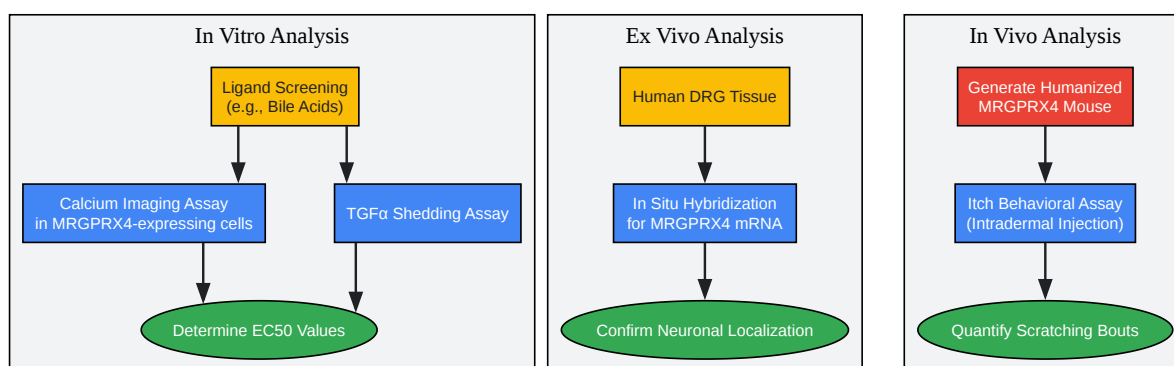 In Vitro Analysis
Ligand Screening
(e.g., Bile Acids)
Calcium Imaging Assay
in MRGPRX4-expressing cells
TGFα Shedding Assay
Determine EC50 Values
Ex Vivo Analysis
Human DRG Tissue
In Situ Hybridization
for MRGPRX4 mRNA
Confirm Neuronal Localization
In Vivo Analysis
Generate Humanized
MRGPRX4 Mouse
Itch Behavioral Assay
(Intradermal Injection)
Quantify Scratching Bouts